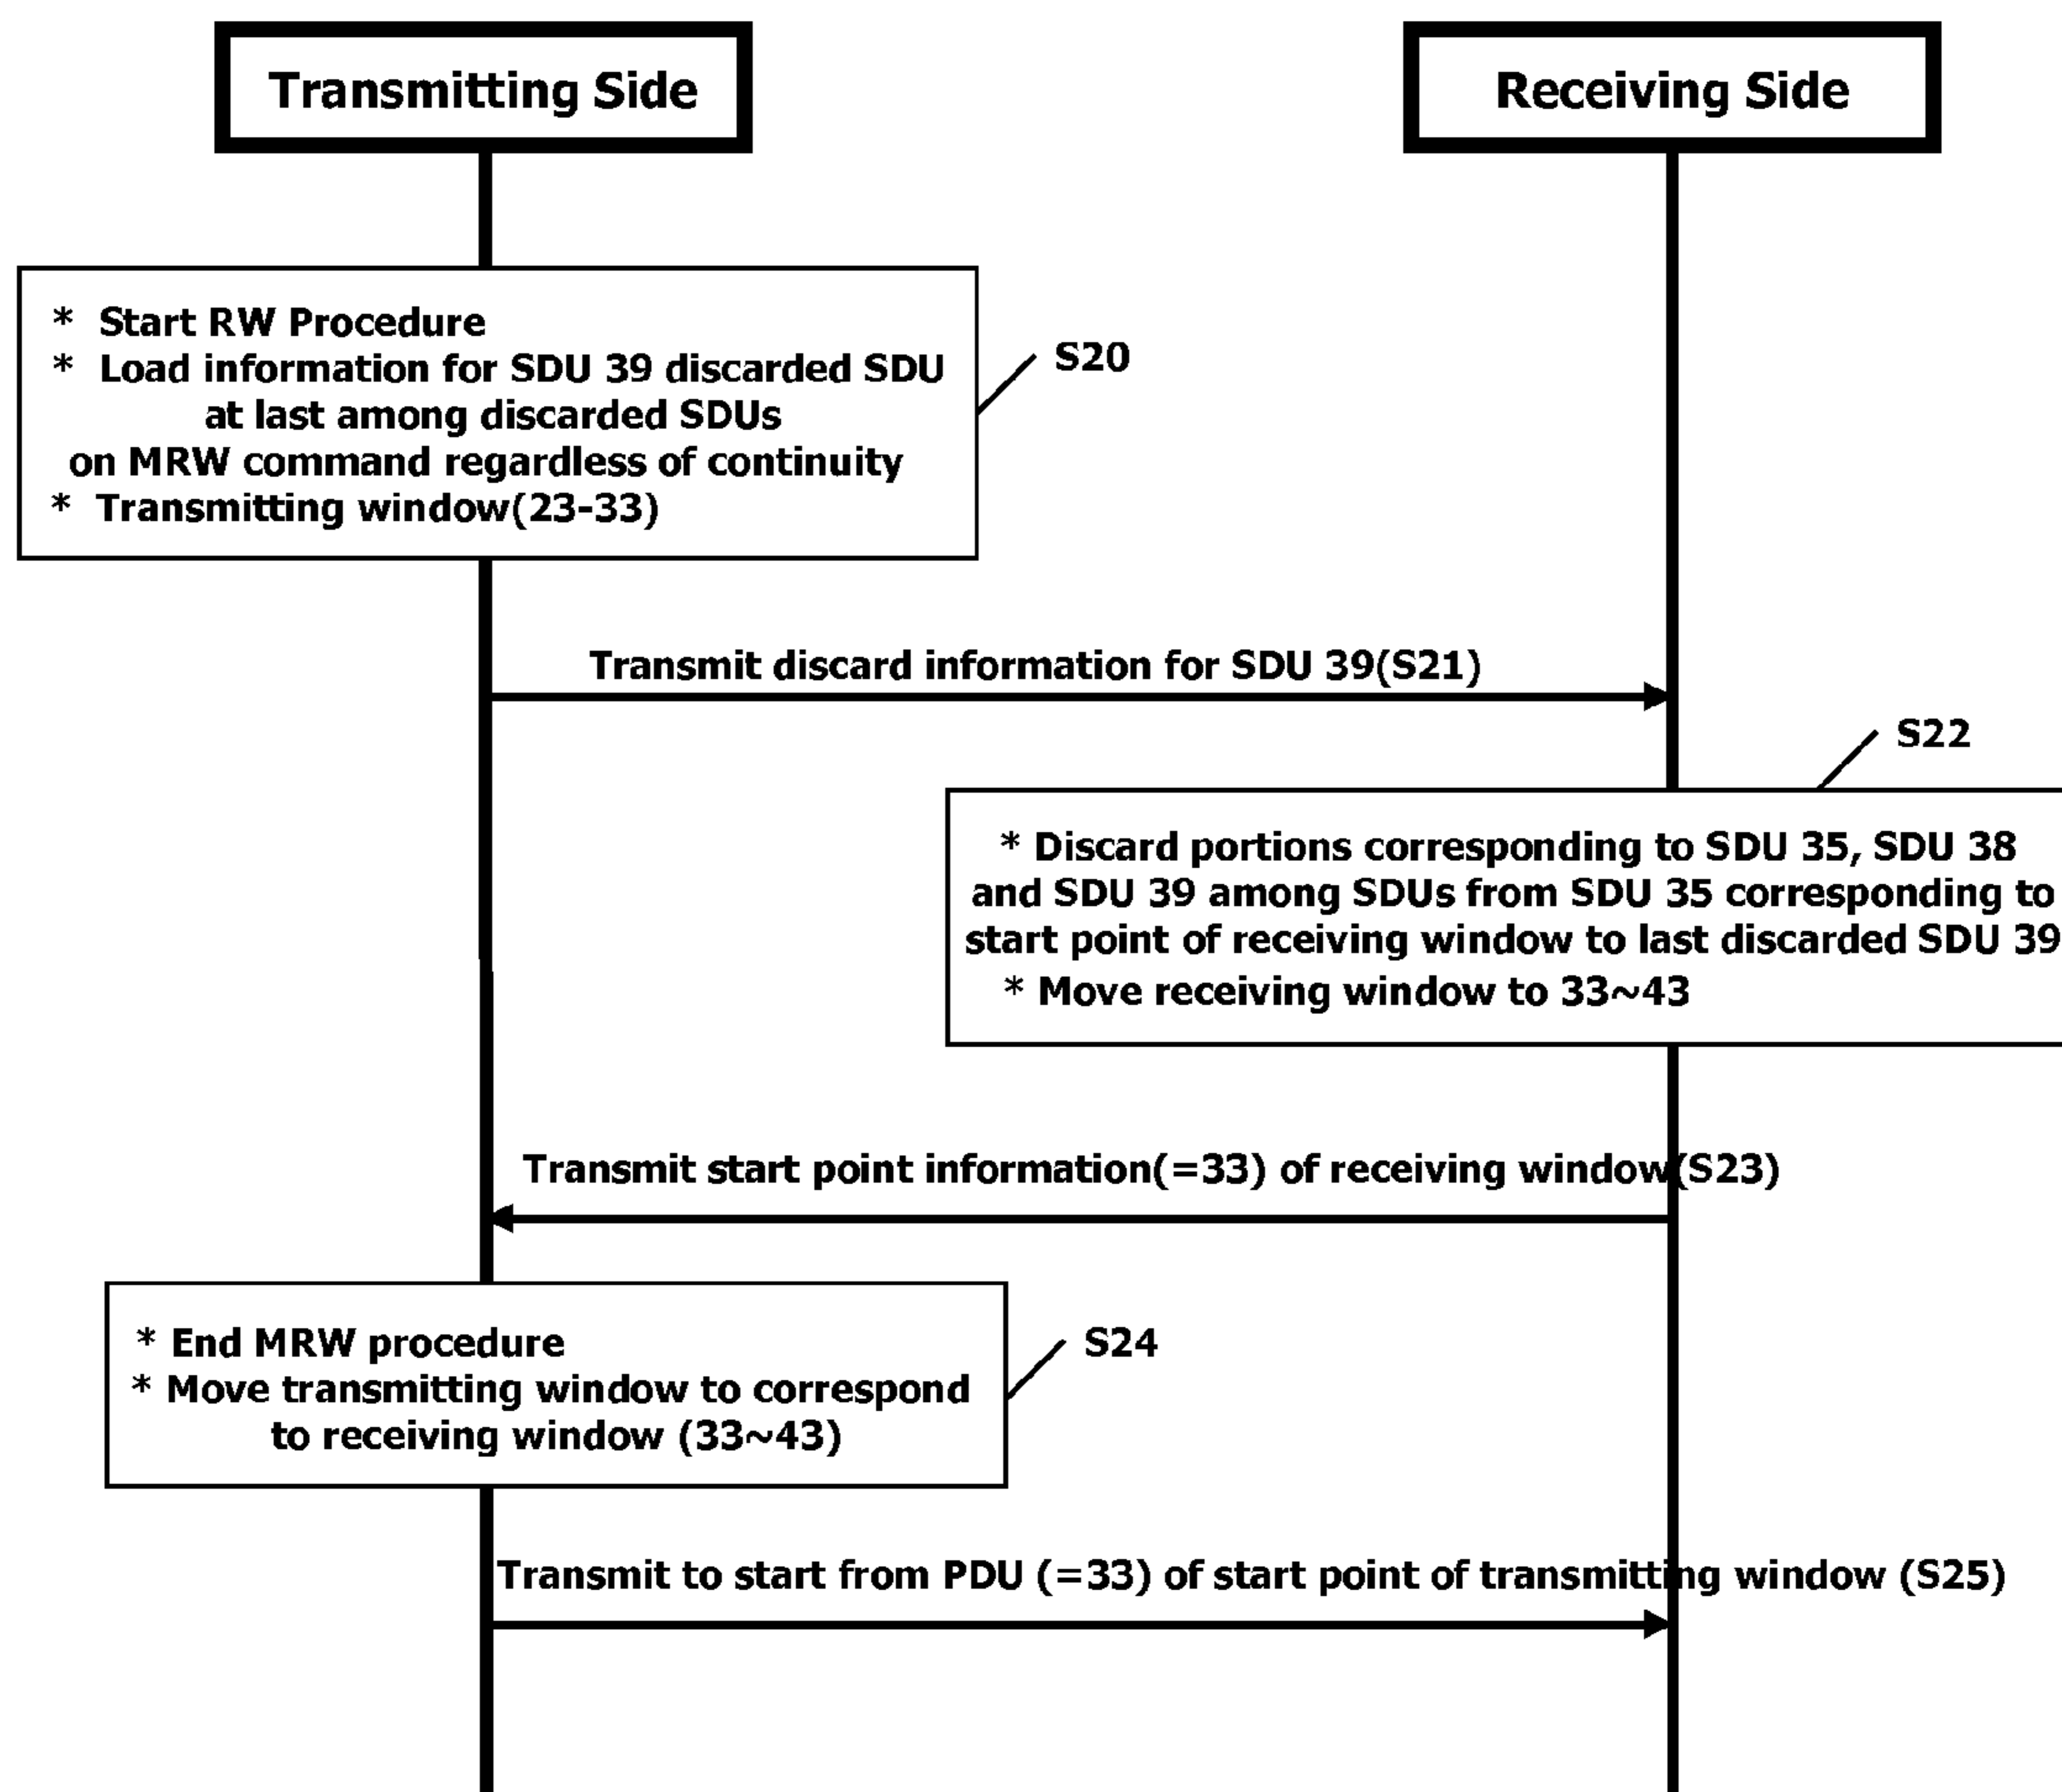 Transmitting Side
Receiving Side
* Start RW Procedure
* Load information for SDU 39 discarded SDU
at last among discarded SDUs
on MRW command regardless of continuity
* Transmitting window(23-33)
S20
Transmit discard information for SDU 39(S21)
S22
* Discard portions corresponding to SDU 35, SDU 38
and SDU 39 among SDUs from SDU 35 corresponding to
start point of receiving window to last discarded SDU 39
* Move receiving window to 33~43
Transmit start point information(=33) of receiving window(S23)
* End MRW procedure
* Move transmitting window to correspond
to receiving window (33~43)
S24
Transmit to start from PDU (=33) of start point of transmitting window (S25)